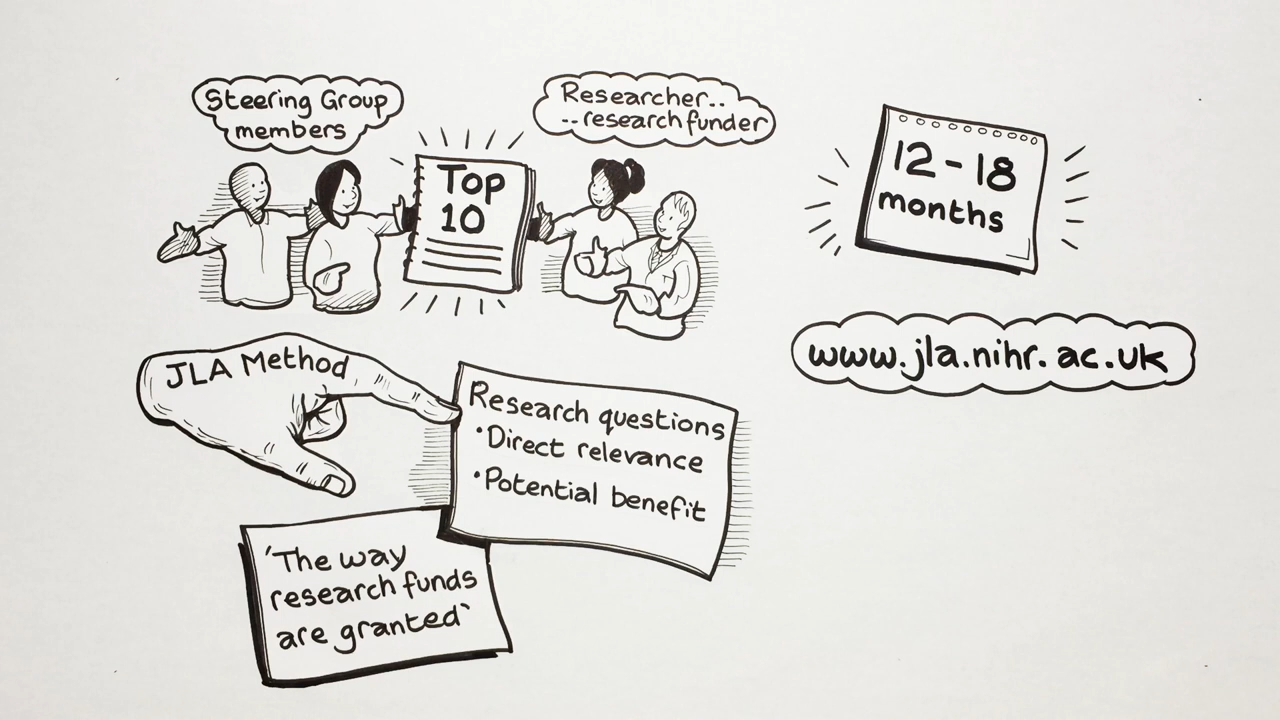 Steering Group
members
Researcher..
..research funder
Top
10
12-18
months
www.jla.nihr.ac.uk
JLA Method
Research questions
•Direct relevance
•Potential benefit
'The way
research funds
are granted'